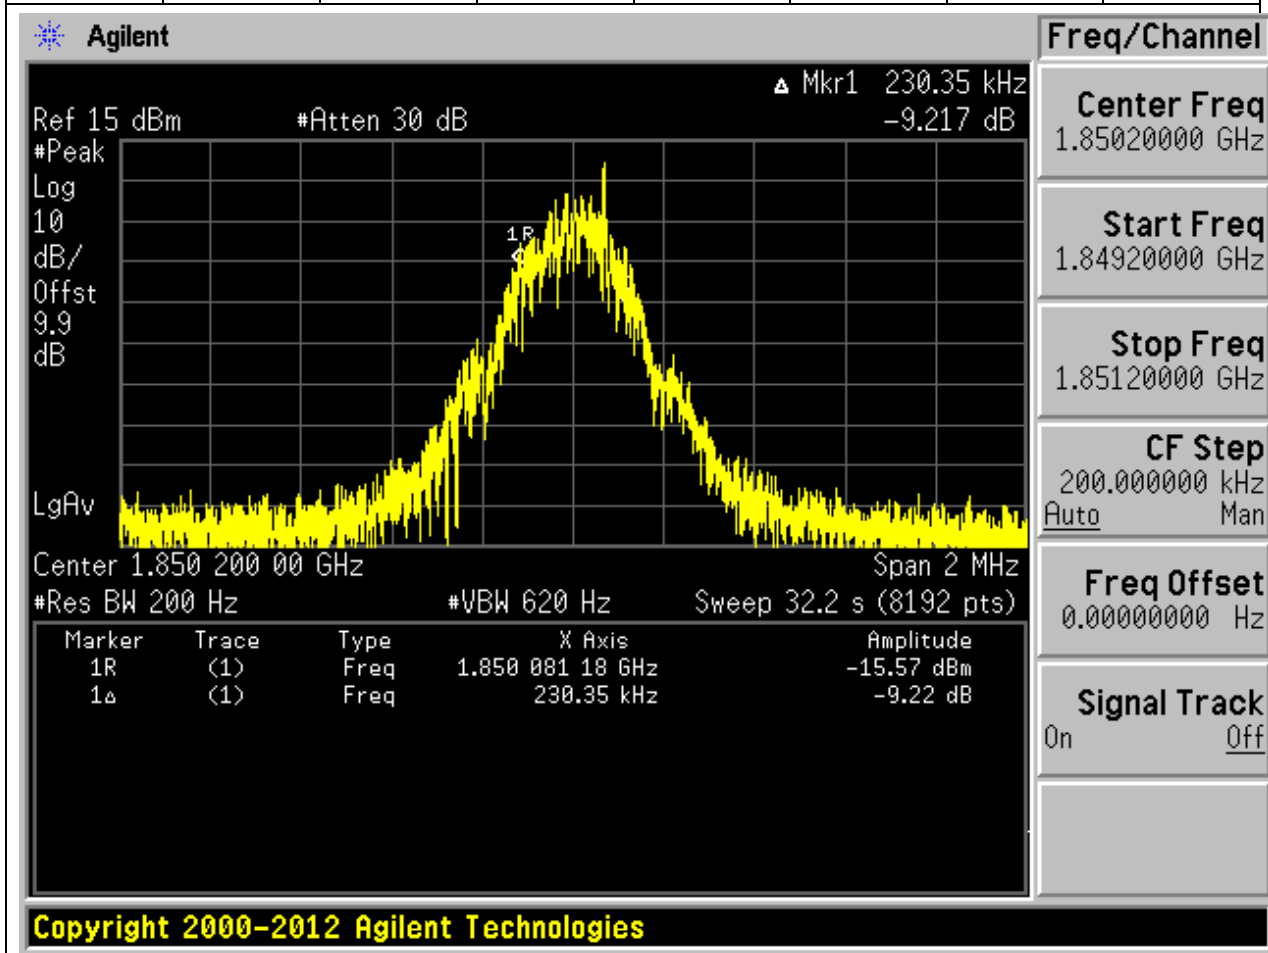 Agilent
Freq/Channel
▵ Mkr1 230.35 kHz
Ref 15 dBm #Atten 30 dB -9.217 dB
#Peak
Log
10
dB/
Offst
9.9
dB
1R
LgAv
Center 1.850 200 00 GHz Span 2 MHz
#Res BW 200 Hz #VBW 620 Hz Sweep 32.2 s (8192 pts)
Marker Trace Type X Axis Amplitude
1R (1) Freq 1.850 081 18 GHz -15.57 dBm
1▵ (1) Freq 230.35 kHz -9.22 dB
Center Freq
1.85020000 GHz
Start Freq
1.84920000 GHz
Stop Freq
1.85120000 GHz
CF Step
200.000000 kHz
Auto Man
Freq Offset
0.00000000 Hz
Signal Track
On Off
Copyright 2000-2012 Agilent Technologies